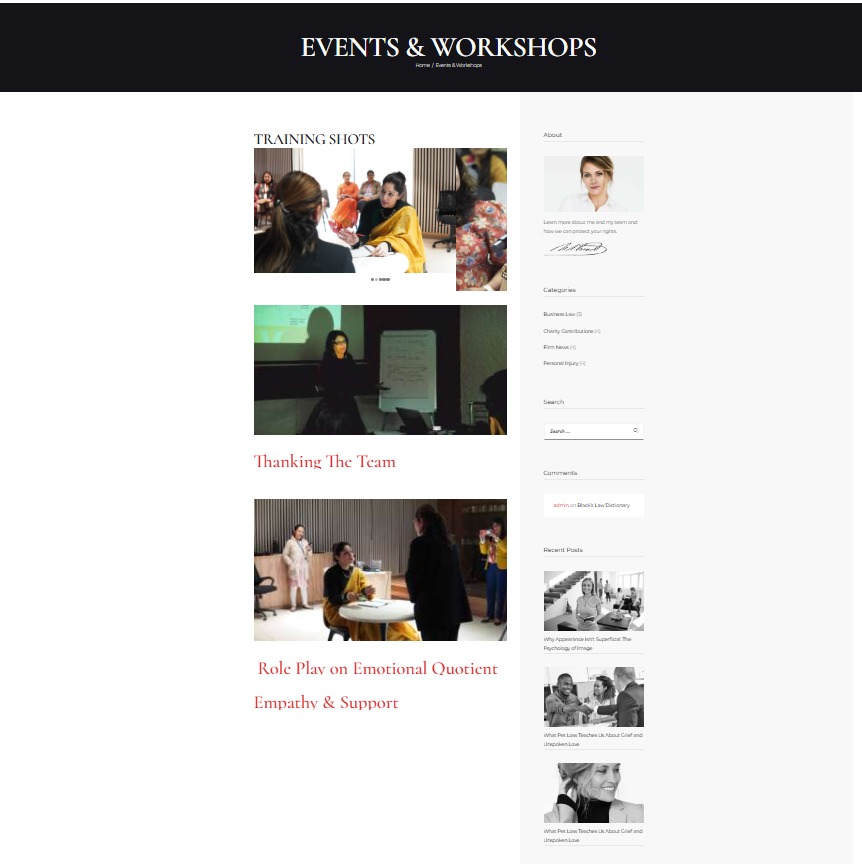 EVENTS & WORKSHOPS
Home / Events & Workshops
TRAINING SHOTS
Thanking The Team
Role Play on Emotional Quotient
Empathy & Support
About
Learn more about me and my team and
how we can protect your rights.
Categories
Business Law (3)
Charity Contributions (4)
Firm News (4)
Personal Injury (4)
Search
Search ...
Comments
admin on Black's Law Dictionary
Recent Posts
Why Appearance Isn't Superficial: The
Psychology of Image
What Pet Loss Teaches Us About Grief and
Unspoken Love
What Pet Loss Teaches Us About Grief and
Unspoken Love